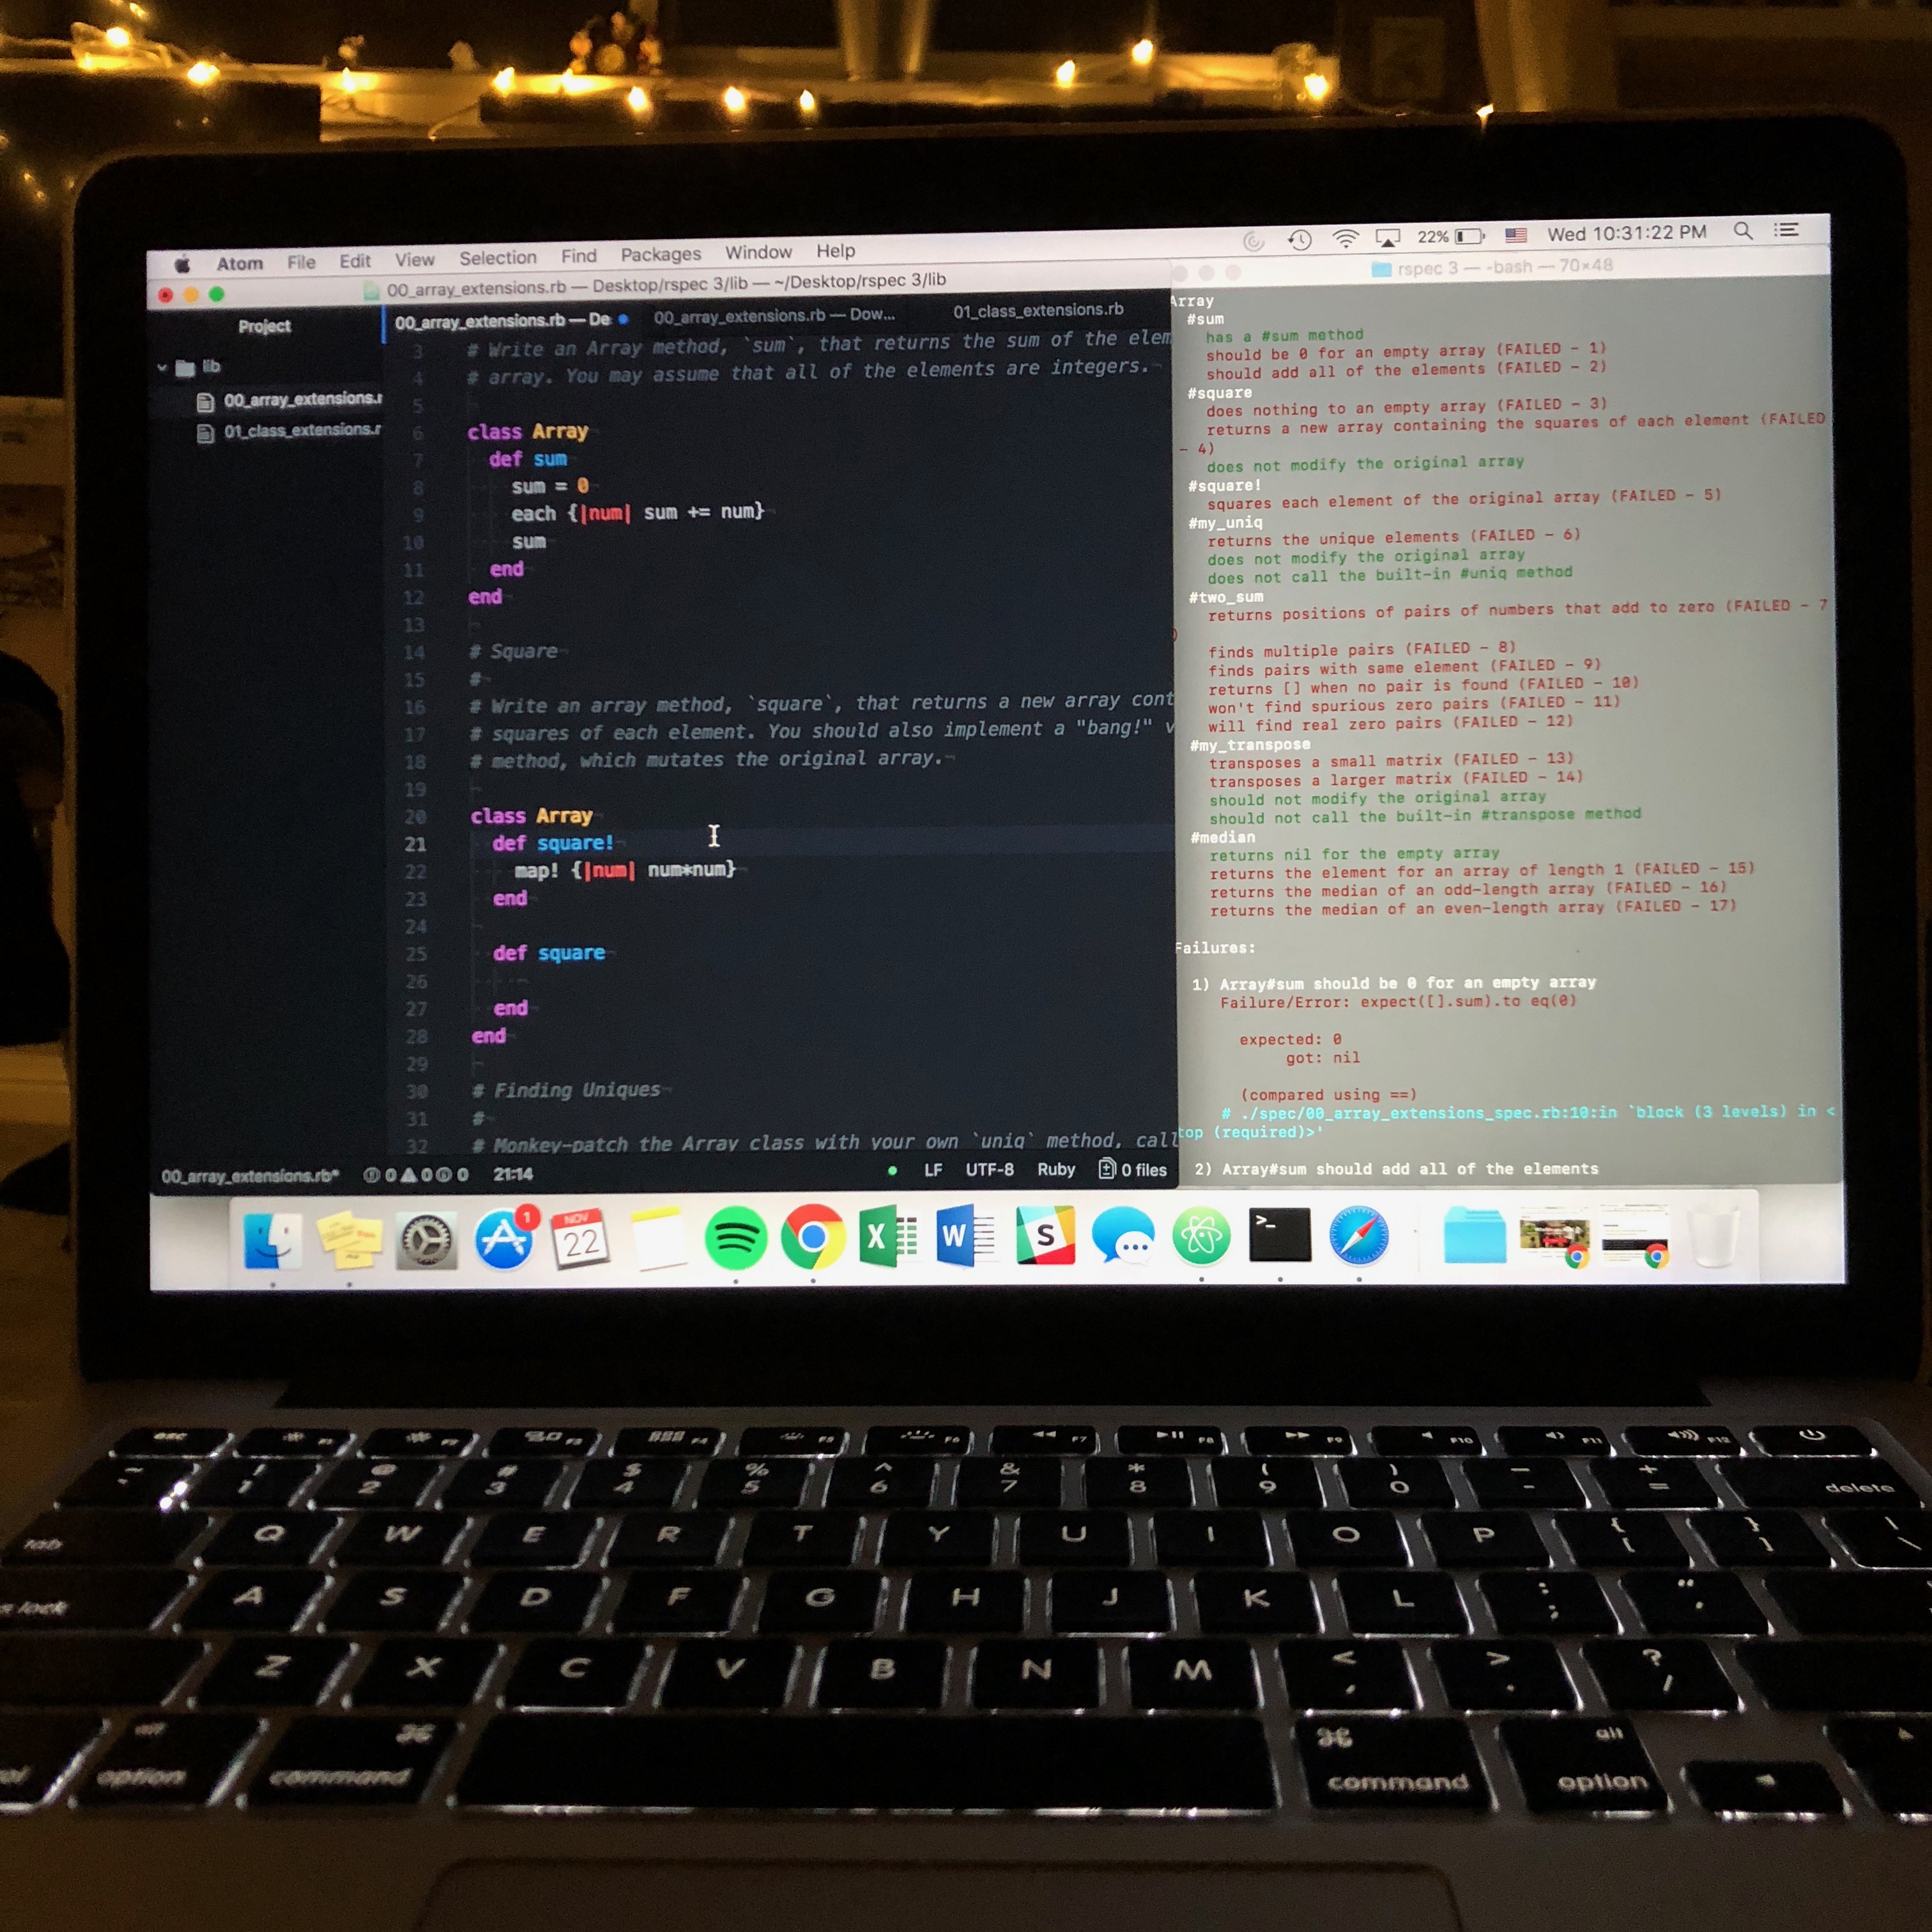 Atom File Edit View Selection Find Packages Window Help
22% Wed 10:31:22 PM
00_array_extensions.rb — Desktop/rspec 3/lib — ~/Desktop/rspec 3/lib
Project
lib
00_array_extensions.r
01_class_extensions.r
00_array_extensions.rb — De
00_array_extensions.rb — Dow...
01_class_extensions.rb
3 # Write an Array method, `sum`, that returns the sum of the elem
4 # array. You may assume that all of the elements are integers.
5
6 class Array
7 def sum
8 sum = 0
9 each {|num| sum += num}
10 sum
11 end
12 end
13
14 # Square
15 #
16 # Write an array method, `square`, that returns a new array cont
17 # squares of each element. You should also implement a "bang!" v
18 # method, which mutates the original array.
19
20 class Array
21 def square!
22 map! {|num| num*num}
23 end
24
25 def square
26
27 end
28 end
29
30 # Finding Uniques
31 #
32 # Monkey-patch the Array class with your own `uniq` method, call
00_array_extensions.rb* 0 0 0 21:14 LF UTF-8 Ruby 0 files
rspec 3 — -bash — 70×48
Array
#sum
has a #sum method
should be 0 for an empty array (FAILED - 1)
should add all of the elements (FAILED - 2)
#square
does nothing to an empty array (FAILED - 3)
returns a new array containing the squares of each element (FAILED
- 4)
does not modify the original array
#square!
squares each element of the original array (FAILED - 5)
#my_uniq
returns the unique elements (FAILED - 6)
does not modify the original array
does not call the built-in #uniq method
#two_sum
returns positions of pairs of numbers that add to zero (FAILED - 7
)
finds multiple pairs (FAILED - 8)
finds pairs with same element (FAILED - 9)
returns [] when no pair is found (FAILED - 10)
won't find spurious zero pairs (FAILED - 11)
will find real zero pairs (FAILED - 12)
#my_transpose
transposes a small matrix (FAILED - 13)
transposes a larger matrix (FAILED - 14)
should not modify the original array
should not call the built-in #transpose method
#median
returns nil for the empty array
returns the element for an array of length 1 (FAILED - 15)
returns the median of an odd-length array (FAILED - 16)
returns the median of an even-length array (FAILED - 17)
Failures:
1) Array#sum should be 0 for an empty array
Failure/Error: expect([].sum).to eq(0)
expected: 0
got: nil
(compared using ==)
# ./spec/00_array_extensions_spec.rb:10:in `block (3 levels) in <
top (required)>'
2) Array#sum should add all of the elements
1
NOV
22
X W S >_
esc F1 F2 F3 F4 F5 F6 F7 F8 F9 F10 F11 F12
~ ! @ # $ % ^ & * ( ) _ +
1 2 3 4 5 6 7 8 9 0 - = delete
tab Q W E R T Y U I O P { [ } ] | \
s lock A S D F G H J K L : ; " '
Z X C V B N M < , > . ? /
alt ⌘ ⌘ alt
ol option command command option